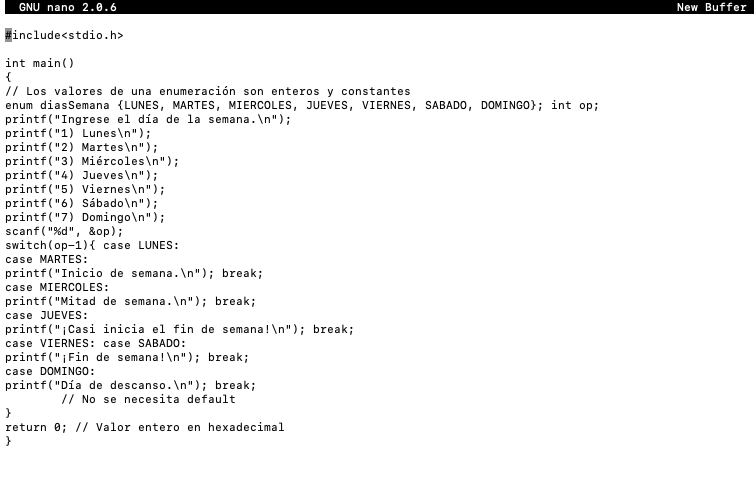 GNU nano 2.0.6 New Buffer
#include<stdio.h>
int main()
{
// Los valores de una enumeración son enteros y constantes
enum diasSemana {LUNES, MARTES, MIERCOLES, JUEVES, VIERNES, SABADO, DOMINGO}; int op;
printf("Ingrese el día de la semana.\n");
printf("1) Lunes\n");
printf("2) Martes\n");
printf("3) Miércoles\n");
printf("4) Jueves\n");
printf("5) Viernes\n");
printf("6) Sábado\n");
printf("7) Domingo\n");
scanf("%d", &op);
switch(op-1){ case LUNES:
case MARTES:
printf("Inicio de semana.\n"); break;
case MIERCOLES:
printf("Mitad de semana.\n"); break;
case JUEVES:
printf("¡Casi inicia el fin de semana!\n"); break;
case VIERNES: case SABADO:
printf("¡Fin de semana!\n"); break;
case DOMINGO:
printf("Día de descanso.\n"); break;
// No se necesita default
}
return 0; // Valor entero en hexadecimal
}